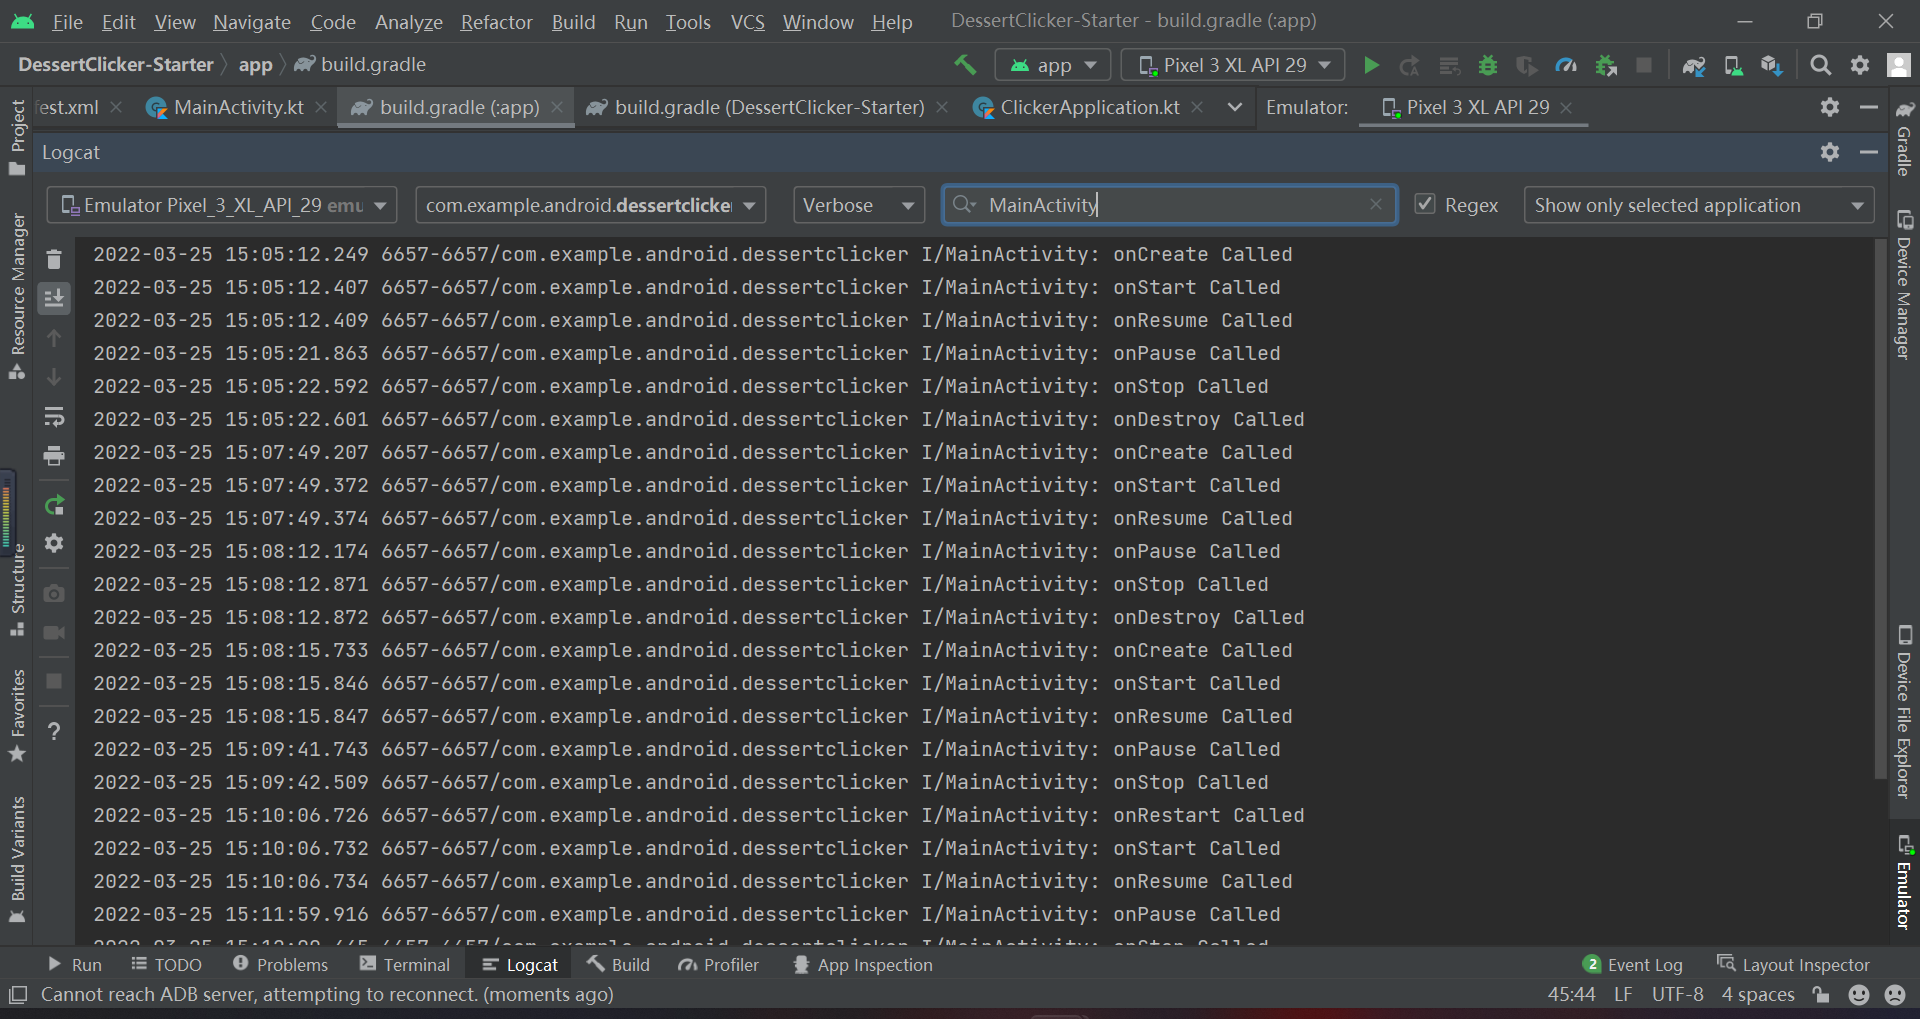 File Edit View Navigate Code Analyze Refactor Build Run Tools VCS Window Help DessertClicker-Starter - build.gradle (:app)
DessertClicker-Starter app build.gradle app Pixel 3 XL API 29
est.xml MainActivity.kt build.gradle (:app) build.gradle (DessertClicker-Starter) ClickerApplication.kt Emulator: Pixel 3 XL API 29
Logcat
Emulator Pixel_3_XL_API_29 emu com.example.android.dessertclicke Verbose MainActivity Regex Show only selected application
2022-03-25 15:05:12.249 6657-6657/com.example.android.dessertclicker I/MainActivity: onCreate Called
2022-03-25 15:05:12.407 6657-6657/com.example.android.dessertclicker I/MainActivity: onStart Called
2022-03-25 15:05:12.409 6657-6657/com.example.android.dessertclicker I/MainActivity: onResume Called
2022-03-25 15:05:21.863 6657-6657/com.example.android.dessertclicker I/MainActivity: onPause Called
2022-03-25 15:05:22.592 6657-6657/com.example.android.dessertclicker I/MainActivity: onStop Called
2022-03-25 15:05:22.601 6657-6657/com.example.android.dessertclicker I/MainActivity: onDestroy Called
2022-03-25 15:07:49.207 6657-6657/com.example.android.dessertclicker I/MainActivity: onCreate Called
2022-03-25 15:07:49.372 6657-6657/com.example.android.dessertclicker I/MainActivity: onStart Called
2022-03-25 15:07:49.374 6657-6657/com.example.android.dessertclicker I/MainActivity: onResume Called
2022-03-25 15:08:12.174 6657-6657/com.example.android.dessertclicker I/MainActivity: onPause Called
2022-03-25 15:08:12.871 6657-6657/com.example.android.dessertclicker I/MainActivity: onStop Called
2022-03-25 15:08:12.872 6657-6657/com.example.android.dessertclicker I/MainActivity: onDestroy Called
2022-03-25 15:08:15.733 6657-6657/com.example.android.dessertclicker I/MainActivity: onCreate Called
2022-03-25 15:08:15.846 6657-6657/com.example.android.dessertclicker I/MainActivity: onStart Called
2022-03-25 15:08:15.847 6657-6657/com.example.android.dessertclicker I/MainActivity: onResume Called
2022-03-25 15:09:41.743 6657-6657/com.example.android.dessertclicker I/MainActivity: onPause Called
2022-03-25 15:09:42.509 6657-6657/com.example.android.dessertclicker I/MainActivity: onStop Called
2022-03-25 15:10:06.726 6657-6657/com.example.android.dessertclicker I/MainActivity: onRestart Called
2022-03-25 15:10:06.732 6657-6657/com.example.android.dessertclicker I/MainActivity: onStart Called
2022-03-25 15:10:06.734 6657-6657/com.example.android.dessertclicker I/MainActivity: onResume Called
2022-03-25 15:11:59.916 6657-6657/com.example.android.dessertclicker I/MainActivity: onPause Called
Project
Resource Manager
Structure
Favorites
Build Variants
Gradle
Device Manager
Device File Explorer
Emulator
Run TODO Problems Terminal Logcat Build Profiler App Inspection 2 Event Log Layout Inspector
Cannot reach ADB server, attempting to reconnect. (moments ago) 45:44 LF UTF-8 4 spaces